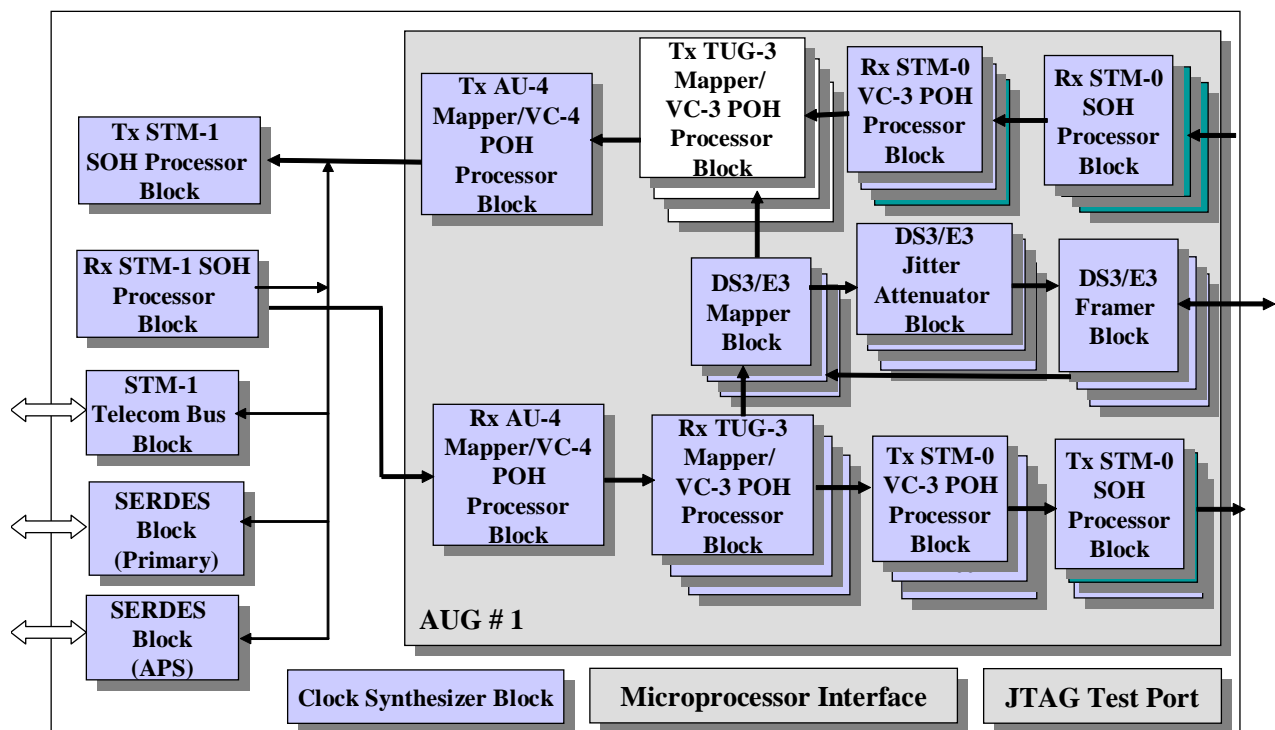 Tx STM-1
SOH Processor
Block
Rx STM-1 SOH
Processor
Block
STM-1
Telecom Bus
Block
SERDES
Block
(Primary)
SERDES
Block
(APS)
Tx AU-4
Mapper/VC-4
POH
Processor
Block
Tx TUG-3
Mapper/
VC-3 POH
Processor
Block
Rx STM-0
VC-3 POH
Processor
Block
Rx STM-0
SOH
Processor
Block
DS3/E3
Mapper
Block
DS3/E3
Jitter
Attenuator
Block
DS3/E3
Framer
Block
Rx AU-4
Mapper/VC-4
POH
Processor
Block
Rx TUG-3
Mapper/
VC-3 POH
Processor
Block
Tx STM-0
VC-3 POH
Processor
Block
Tx STM-0
SOH
Processor
Block
AUG # 1
Clock Synthesizer Block
Microprocessor Interface
JTAG Test Port